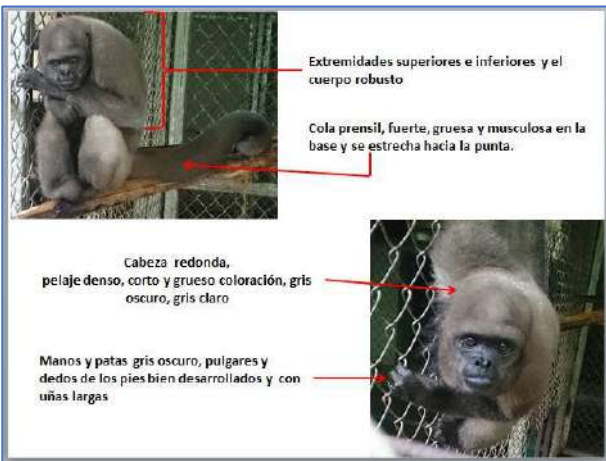 Extremidades superiores e inferiores y el
cuerpo robusto
Cola prensil, fuerte, gruesa y musculosa en la
base y se estrecha hacia la punta.
Cabeza redonda,
pelaje denso, corto y grueso coloración, gris
oscuro, gris claro
Manos y patas gris oscuro, pulgares y
dedos de los pies bien desarrollados y con
uñas largas